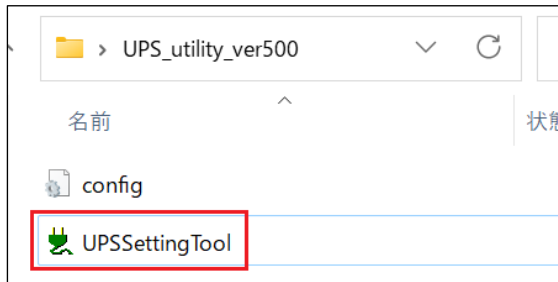 UPS_utility_ver500
名前
状態
config
UPSSettingTool